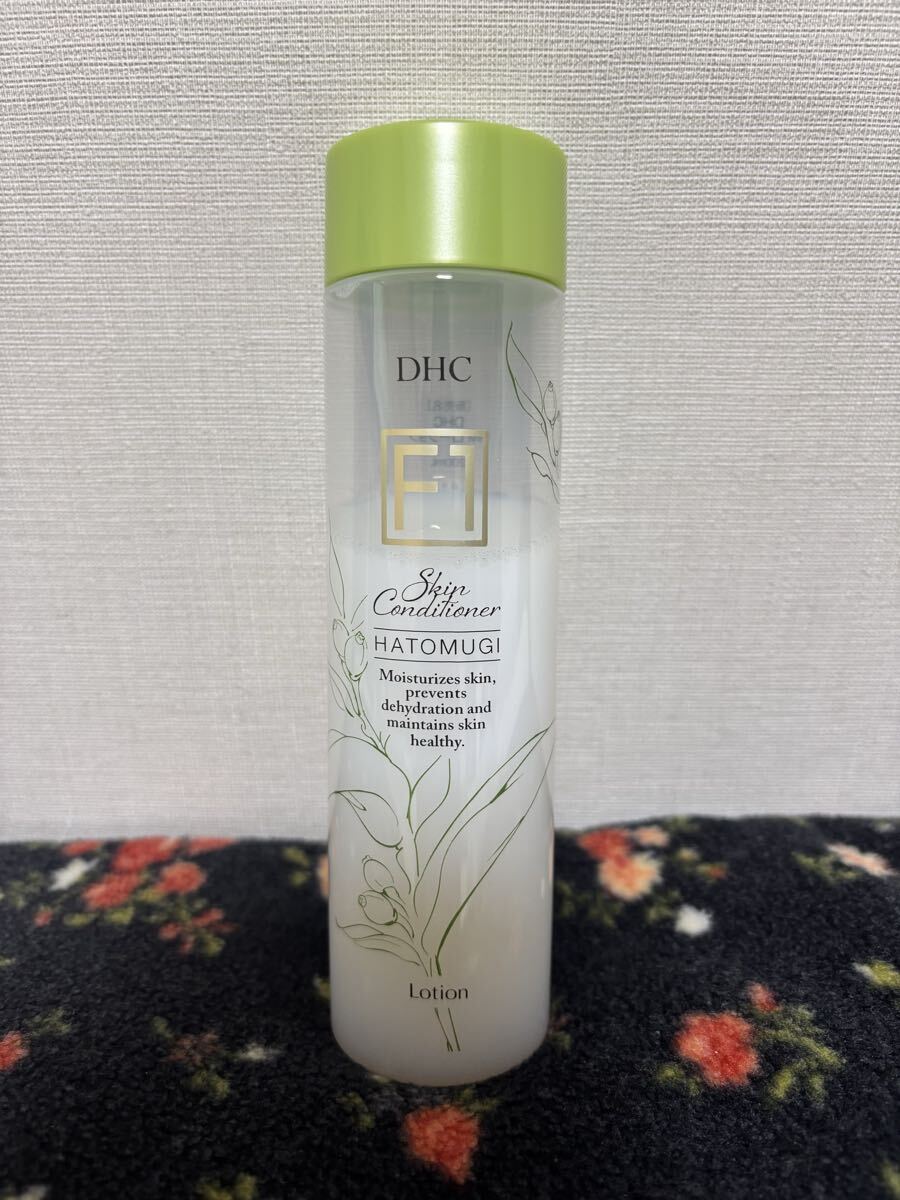 DHC
F1
Skin
Conditioner
HATOMUGI
Moisturizes skin,
prevents
dehydration and
maintains skin
healthy.
Lotion